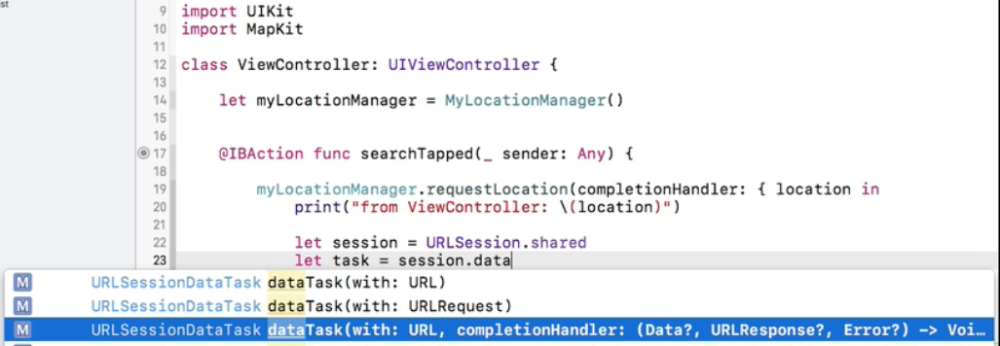 st
9 import UIKit
10 import MapKit
11
12 class ViewController: UIViewController {
13
14 let myLocationManager = MyLocationManager()
15
16
17 @IBAction func searchTapped(_ sender: Any) {
18
19 myLocationManager.requestLocation(completionHandler: { location in
20 print("from ViewController: \(location)")
21
22 let session = URLSession.shared
23 let task = session.data
M URLSessionDataTask dataTask(with: URL)
M URLSessionDataTask dataTask(with: URLRequest)
M URLSessionDataTask dataTask(with: URL, completionHandler: (Data?, URLResponse?, Error?) -> Voi…